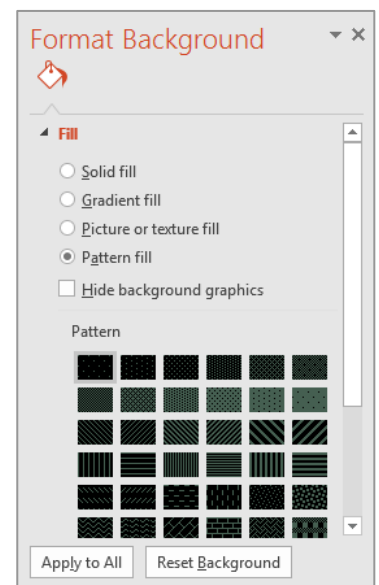 Format Background
Fill
Solid fill
Gradient fill
Picture or texture fill
Pattern fill
Hide background graphics
Pattern
Apply to All
Reset Background